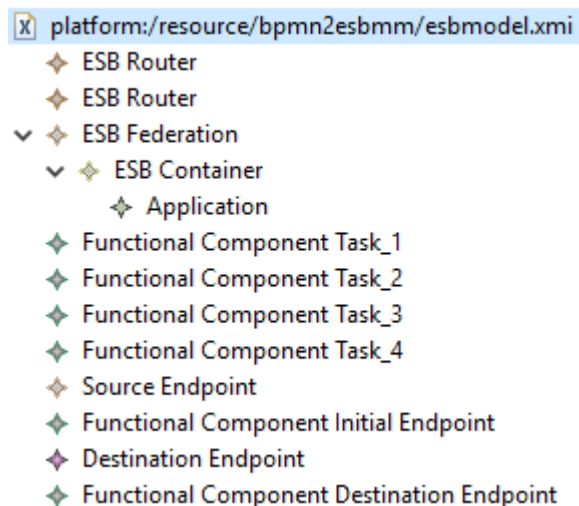 platform:/resource/bpmn2esbmm/esbmodel.xmi
ESB Router
ESB Router
ESB Federation
ESB Container
Application
Functional Component Task_1
Functional Component Task_2
Functional Component Task_3
Functional Component Task_4
Source Endpoint
Functional Component Initial Endpoint
Destination Endpoint
Functional Component Destination Endpoint